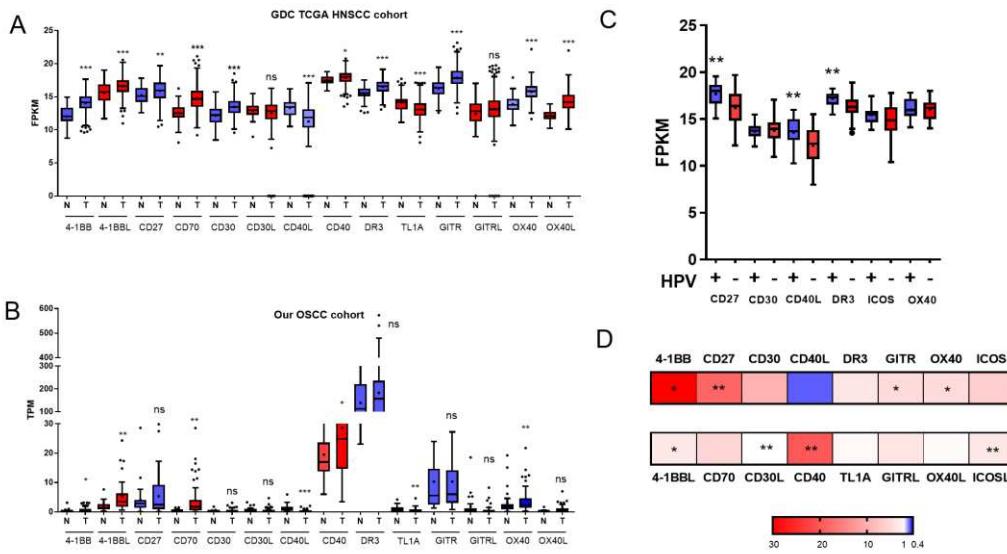 A
GDC TCGA HNSCC cohort
FPKM
25
20
15
10
5
0
*** *** ** *** *** ns *** * *** *** *** ns *** ***
N T N T N T N T N T N T N T N T N T N T N T N T N T N T
4-1BB 4-1BBL CD27 CD70 CD30 CD30L CD40L CD40 DR3 TL1A GITR GITRL OX40 OX40L
B
Our OSCC cohort
TPM
600
500
400
300
200
100
30
20
10
0
* ** ns ** ns ns *** * ns ** ns * ** ns
N T N T N T N T N T N T N T N T N T N T N T N T N T N T
4-1BB 4-1BBL CD27 CD70 CD30 CD30L CD40L CD40 DR3 TL1A GITR GITRL OX40 OX40L
C
FPKM
25
20
15
10
5
0
** ** **
HPV + - + - + - + - + - + -
CD27 CD30 CD40L DR3 ICOS OX40
D
4-1BB CD27 CD30 CD40L DR3 GITR OX40 ICOS
* ** * *
* ** ** **
4-1BBL CD70 CD30L CD40 TL1A GITRL OX40L ICOSL
30 20 10 1 0.4